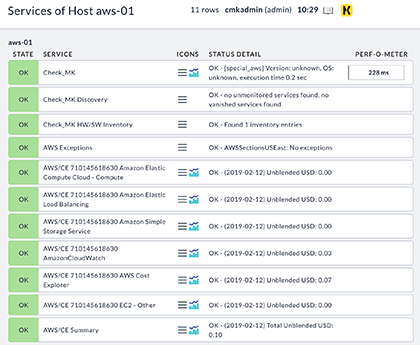 Services of Host aws-01
11 rows cmkadmin (admin) 10:29
aws-01
STATE SERVICE ICONS STATUS DETAIL PERF-O-METER
OK Check_MK OK - [special_aws] Version: unknown, OS:
unknown, execution time 0.2 sec 228 ms
OK Check_MK Discovery OK - no unmonitored services found, no
vanished services found
OK Check_MK HW/SW Inventory OK - Found 1 inventory entries
OK AWS Exceptions OK - AWSSectionsUSEast: No exceptions
OK AWS/CE 710145618630 Amazon Elastic
Compute Cloud - Compute OK - (2019-02-12) Unblended USD: 0.00
OK AWS/CE 710145618630 Amazon Elastic
Load Balancing OK - (2019-02-12) Unblended USD: 0.00
OK AWS/CE 710145618630 Amazon Simple
Storage Service OK - (2019-02-12) Unblended USD: 0.00
OK AWS/CE 710145618630
AmazonCloudWatch OK - (2019-02-12) Unblended USD: 0.03
OK AWS/CE 710145618630 AWS Cost
Explorer OK - (2019-02-12) Unblended USD: 0.07
OK AWS/CE 710145618630 EC2 - Other OK - (2019-02-12) Unblended USD: 0.00
OK AWS/CE Summary OK - (2019-02-12) Total Unblended USD:
0.10